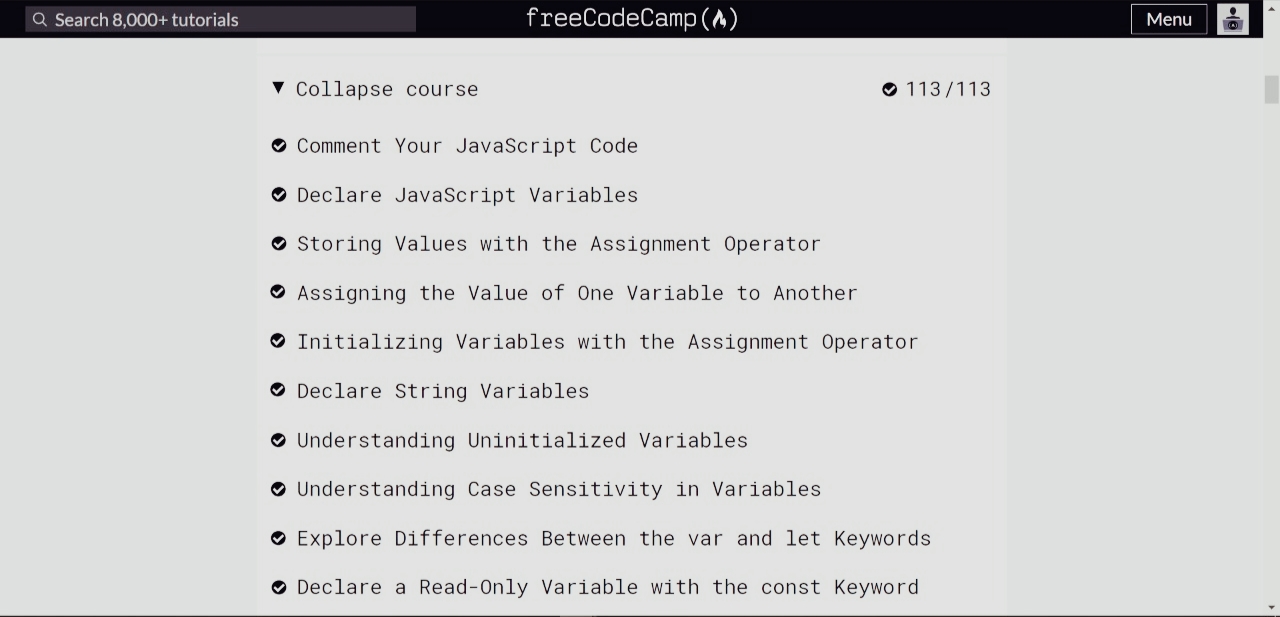 Search 8,000+ tutorials freeCodeCamp Menu
Collapse course 113/113
Comment Your JavaScript Code
Declare JavaScript Variables
Storing Values with the Assignment Operator
Assigning the Value of One Variable to Another
Initializing Variables with the Assignment Operator
Declare String Variables
Understanding Uninitialized Variables
Understanding Case Sensitivity in Variables
Explore Differences Between the var and let Keywords
Declare a Read-Only Variable with the const Keyword